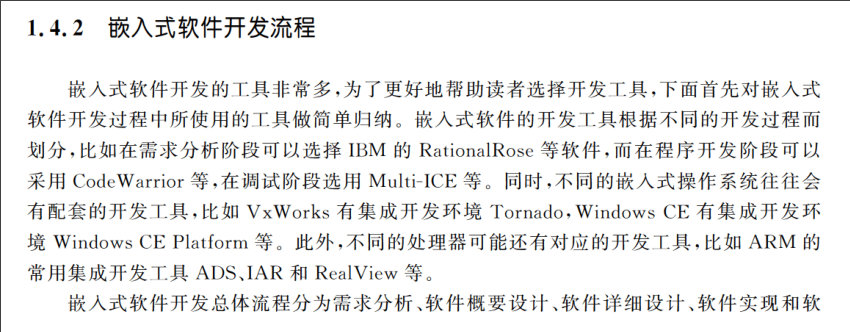 1.4.2 嵌入式软件开发流程
嵌入式软件开发的工具非常多,为了更好地帮助读者选择开发工具,下面首先对嵌入式
软件开发过程中所使用的工具做简单归纳。嵌入式软件的开发工具根据不同的开发过程而
划分,比如在需求分析阶段可以选择 IBM 的 RationalRose 等软件,而在程序开发阶段可以
采用 CodeWarrior 等,在调试阶段选用 Multi-ICE 等。同时,不同的嵌入式操作系统往往会
有配套的开发工具,比如 VxWorks 有集成开发环境 Tornado,Windows CE 有集成开发环
境 Windows CE Platform 等。此外,不同的处理器可能还有对应的开发工具,比如 ARM 的
常用集成开发工具 ADS、IAR 和 RealView 等。
嵌入式软件开发总体流程分为需求分析、软件概要设计、软件详细设计、软件实现和软